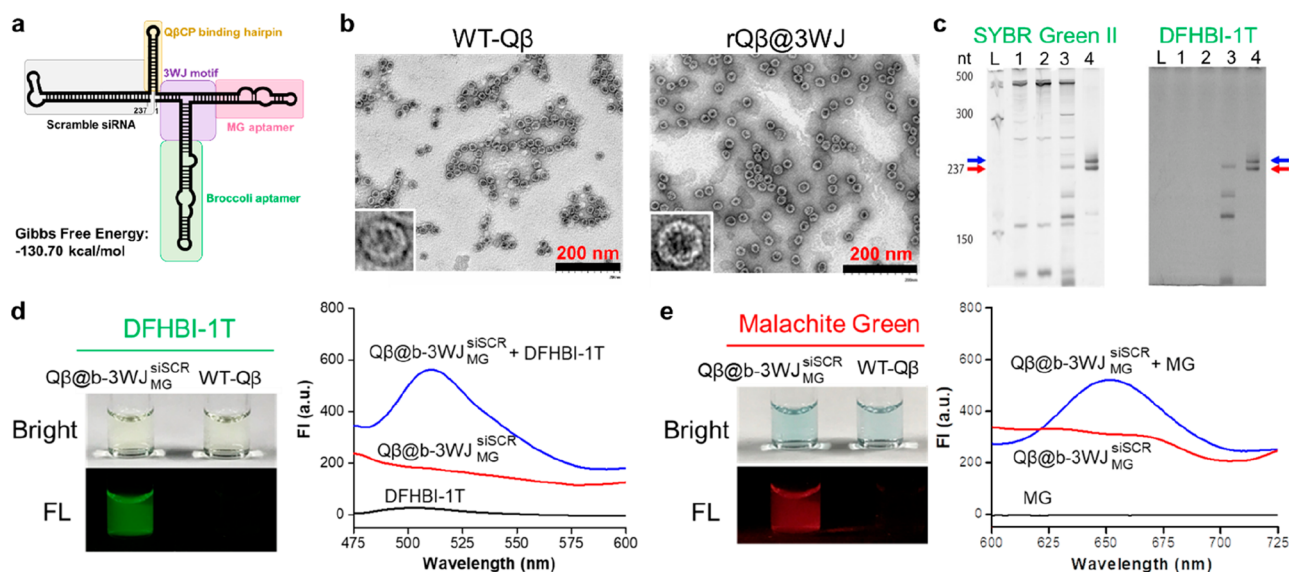 a
QβCP binding hairpin
3WJ motif
237 1
Scramble siRNA
MG aptamer
Broccoli aptamer
Gibbs Free Energy:
-130.70 kcal/mol
b
WT-Qβ
200 nm
rQβ@3WJ
200 nm
c
SYBR Green II
DFHBI-1T
nt L 1 2 3 4
L 1 2 3 4
500
300
237
150
d
DFHBI-1T
Qβ@b-3WJ siSCR MG WT-Qβ
Bright
FL
FI (a.u.)
800
600
400
200
0
Qβ@b-3WJ siSCR MG + DFHBI-1T
Qβ@b-3WJ siSCR MG
DFHBI-1T
475 500 525 550 575 600
Wavelength (nm)
e
Malachite Green
Qβ@b-3WJ siSCR MG WT-Qβ
Bright
FL
FI (a.u.)
800
600
400
200
0
Qβ@b-3WJ siSCR MG + MG
Qβ@b-3WJ siSCR MG
MG
600 625 650 675 700 725
Wavelength (nm)